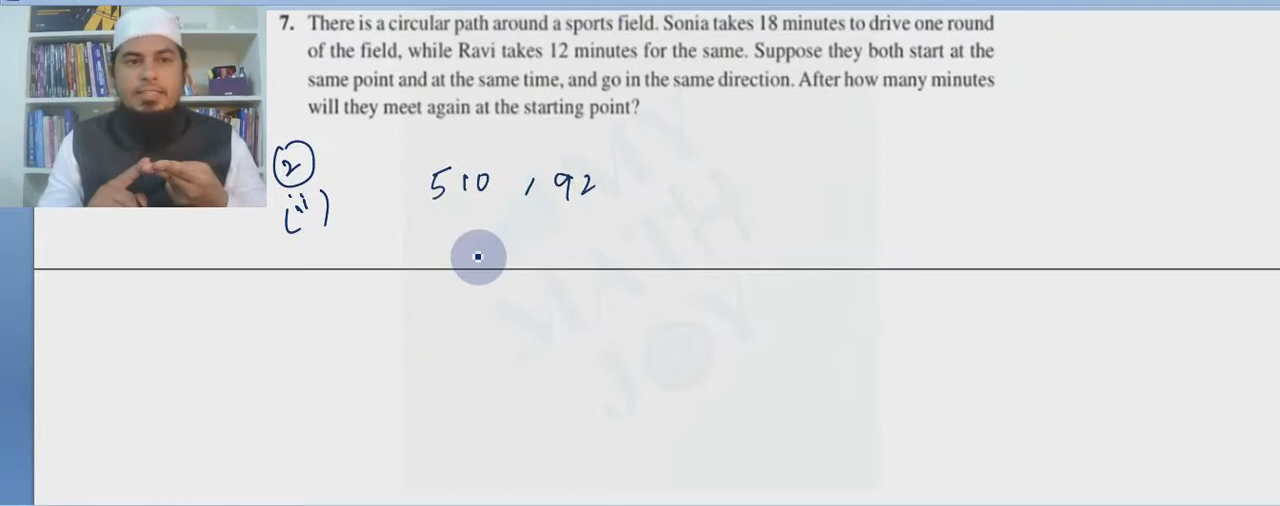 7. There is a circular path around a sports field. Sonia takes 18 minutes to drive one round
of the field, while Ravi takes 12 minutes for the same. Suppose they both start at the
same point and at the same time, and go in the same direction. After how many minutes
will they meet again at the starting point?
2
(ii)
510 , 92
MY
MATH
JOY